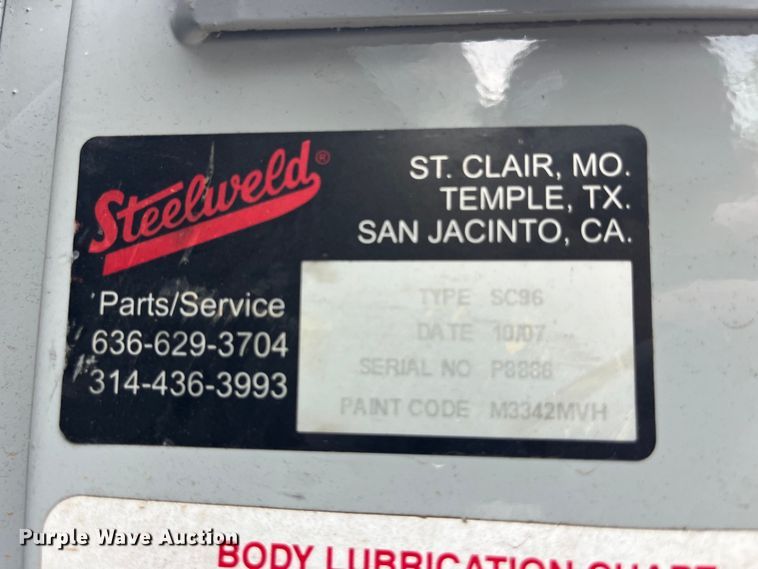 Steelweld®
ST. CLAIR, MO.
TEMPLE, TX.
SAN JACINTO, CA.
Parts/Service
636-629-3704
314-436-3993
TYPE SC96
DATE 10/07
SERIAL NO P8886
PAINT CODE M3342MVH
BODY LUBRICATION CHART
Purple Wave Auction